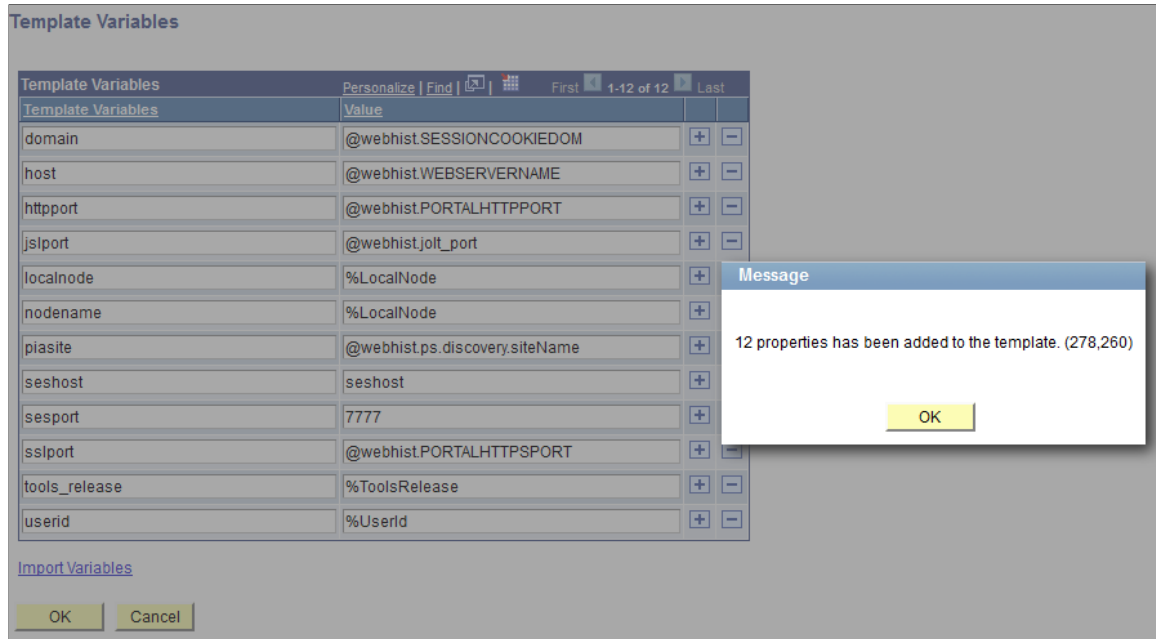 Template Variables
Template Variables Personalize | Find | | First 1-12 of 12 Last
Template Variables Value
domain @webhist.SESSIONCOOKIEDOM
host @webhist.WEBSERVERNAME
httpport @webhist.PORTALHTTPPORT
jslport @webhist.jolt_port
localnode %LocalNode
Message
nodename %LocalNode
piasite @webhist.ps.discovery.siteName
12 properties has been added to the template. (278,260)
seshost seshost
sesport 7777
OK
sslport @webhist.PORTALHTTPSPORT
tools_release %ToolsRelease
userid %UserId
Import Variables
OK Cancel